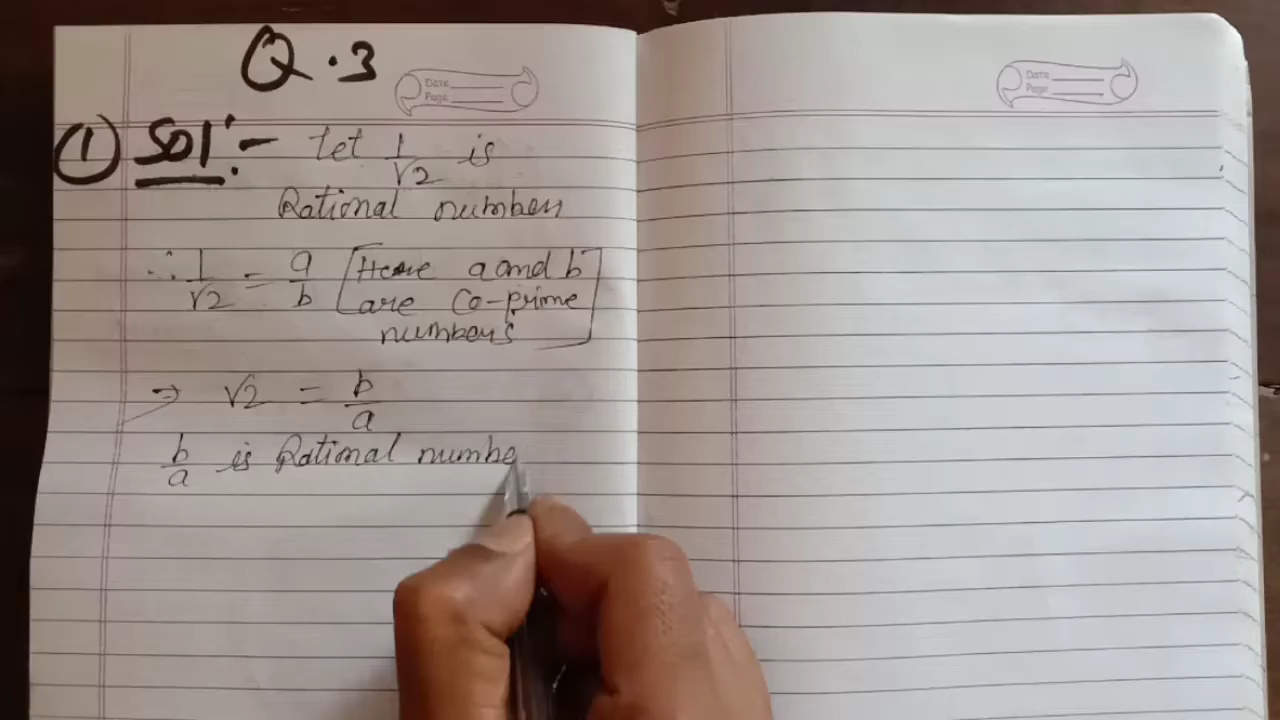 Q.3
Date
Page
Date
Page
① Sol:- Let 1/√2 is
Rational number
∴ 1/√2 = a/b [Here a and b
are Co-prime
numbers]
⇒ √2 = b/a
b/a is Rational numbe